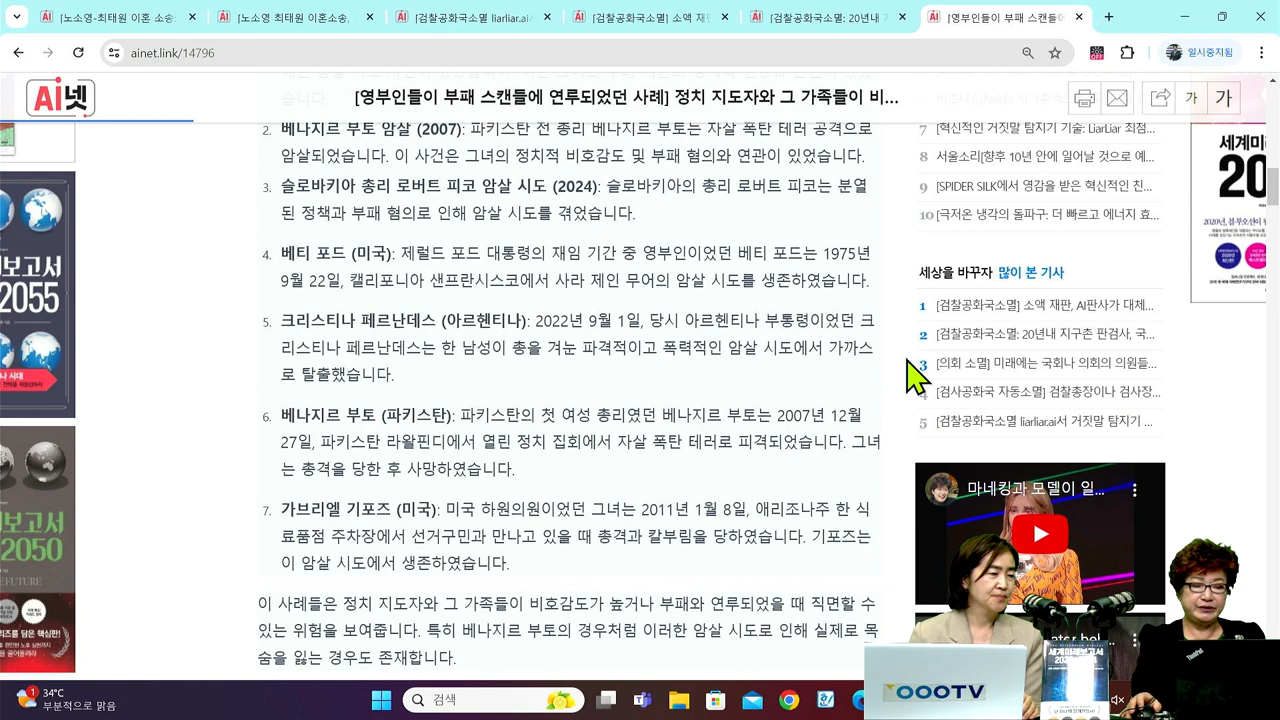 [노소영-최태원 이혼 소송:
[노소영 최태원 이혼소송,
[검찰공화국소멸 liarliar.ai서
[검찰공화국소멸] 소액 재판
[검찰공화국소멸: 20년내 지
[영부인들이 부패 스캔들에
ainet.link/14796
일시중지됨
Ai넷
[영부인들이 부패 스캔들에 연루되었던 사례] 정치 지도자와 그 가족들이 비...
가 가
습니다.
2. 베나지르 부토 암살 (2007): 파키스탄 전 총리 베나지르 부토는 자살 폭탄 테러 공격으로
암살되었습니다. 이 사건은 그녀의 정치적 비호감도 및 부패 혐의와 연관이 있었습니다.
3. 슬로바키아 총리 로버트 피코 암살 시도 (2024): 슬로바키아의 총리 로버트 피코는 분열
된 정책과 부패 혐의로 인해 암살 시도를 겪었습니다.
4. 베티 포드 (미국): 제럴드 포드 대통령의 재임 기간 중 영부인이었던 베티 포드는 1975년
9월 22일, 캘리포니아 샌프란시스코에서 사라 제인 무어의 암살 시도를 생존하였습니다.
5. 크리스티나 페르난데스 (아르헨티나): 2022년 9월 1일, 당시 아르헨티나 부통령이었던 크
리스티나 페르난데스는 한 남성이 총을 겨눈 파격적이고 폭력적인 암살 시도에서 가까스
로 탈출했습니다.
6. 베나지르 부토 (파키스탄): 파키스탄의 첫 여성 총리였던 베나지르 부토는 2007년 12월
27일, 파키스탄 라왈핀디에서 열린 정치 집회에서 자살 폭탄 테러로 피격되었습니다. 그녀
는 총격을 당한 후 사망하였습니다.
7. 가브리엘 기포즈 (미국): 미국 하원의원이었던 그녀는 2011년 1월 8일, 애리조나주 한 식
료품점 주차장에서 선거구민과 만나고 있을 때 총격과 칼부림을 당하였습니다. 기포즈는
이 암살 시도에서 생존하였습니다.
이 사례들은 정치 지도자와 그 가족들이 비호감도가 높거나 부패와 연루되었을 때 직면할 수
있는 위험을 보여줍니다. 특히 베나지르 부토의 경우처럼 이러한 암살 시도로 인해 실제로 목
숨을 잃는 경우도 존재합니다.
7 [혁신적인 거짓말 탐지기 기술: LiarLiar 최첨...
8 서울소리[향후 10년 안에 일어날 것으로 예...
9 [SPIDER SILK에서 영감을 받은 혁신적인 친...
10 [극저온 냉각의 돌파구: 더 빠르고 에너지 효...
세상을 바꾸자 많이 본 기사
1 [검찰공화국소멸] 소액 재판, AI판사가 대체...
2 [검찰공화국소멸: 20년내 지구촌 판검사, 국...
3 [의회 소멸] 미래에는 국회나 의회의 의원들...
4 [검사공화국 자동소멸] 검찰총장이나 검사장...
5 [검찰공화국소멸 liarliar.ai서 거짓말 탐지기 ...
마네킹과 모델이 일...
보고서
2055
보고서
2050
FUTURE
세계미
20
OOOTV
ThinkPad
1
34°C
부분적으로 맑음
검색